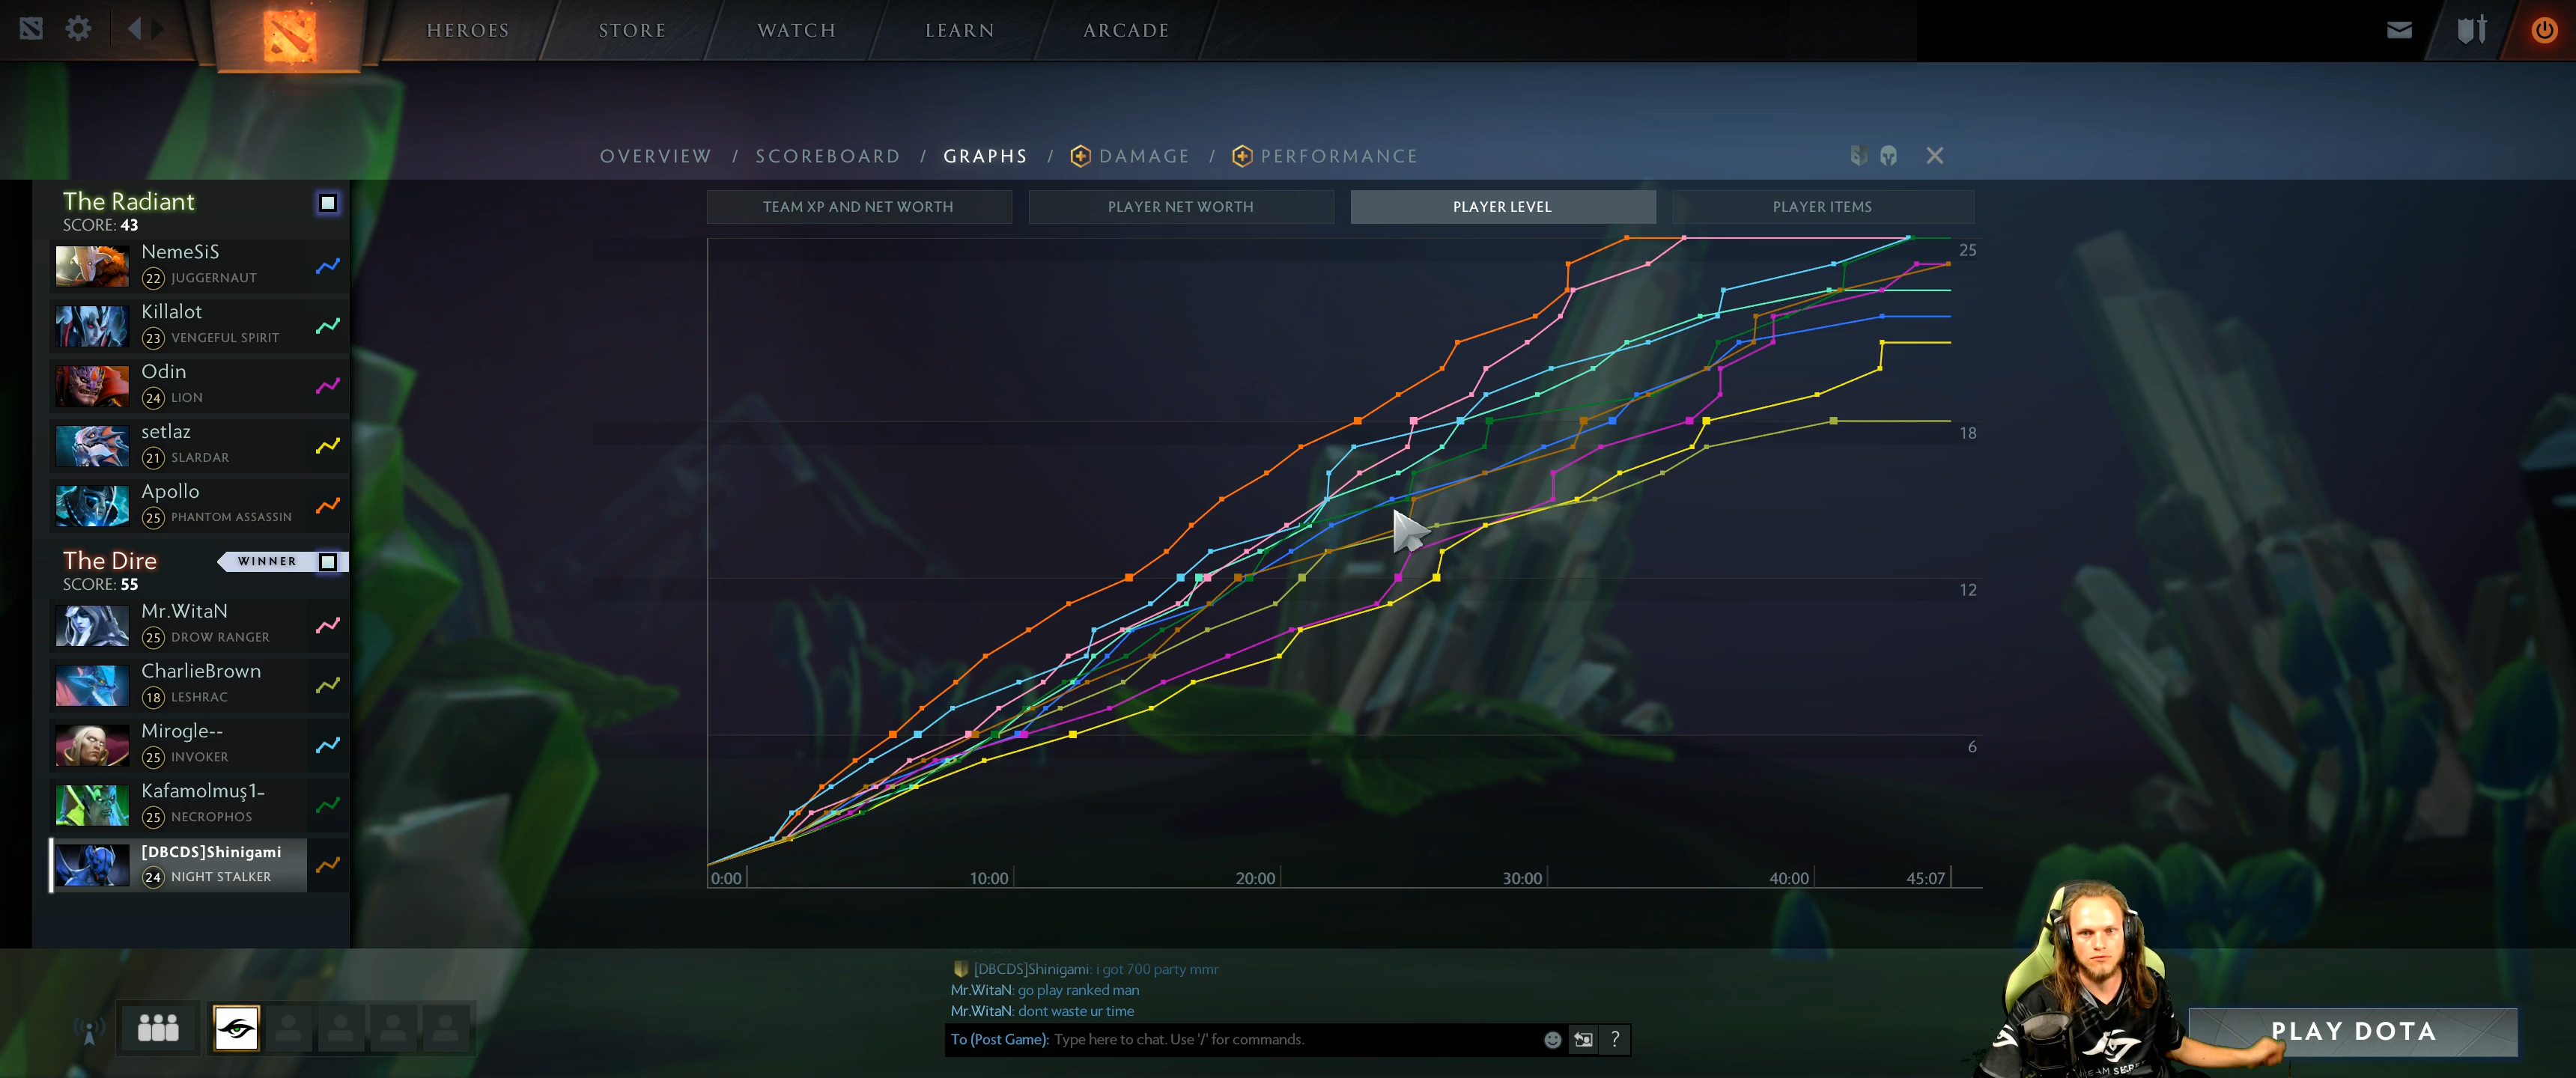 HEROES
STORE
WATCH
LEARN
ARCADE
OVERVIEW / SCOREBOARD / GRAPHS / DAMAGE / PERFORMANCE
TEAM XP AND NET WORTH
PLAYER NET WORTH
PLAYER LEVEL
PLAYER ITEMS
The Radiant
SCORE: 43
NemeSiS
22 JUGGERNAUT
Killalot
23 VENGEFUL SPIRIT
Odin
24 LION
setlaz
21 SLARDAR
Apollo
25 PHANTOM ASSASSIN
The Dire
WINNER
SCORE: 55
Mr.WitaN
25 DROW RANGER
CharlieBrown
18 LESHRAC
Mirogle--
25 INVOKER
Kafamolmuş1-
25 NECROPHOS
[DBCDS]Shinigami
24 NIGHT STALKER
25
18
12
6
0:00
10:00
20:00
30:00
40:00
45:07
[DBCDS]Shinigami: i got 700 party mmr
Mr.WitaN: go play ranked man
Mr.WitaN: dont waste ur time
To (Post Game): Type here to chat. Use '/' for commands.
?
PLAY DOTA